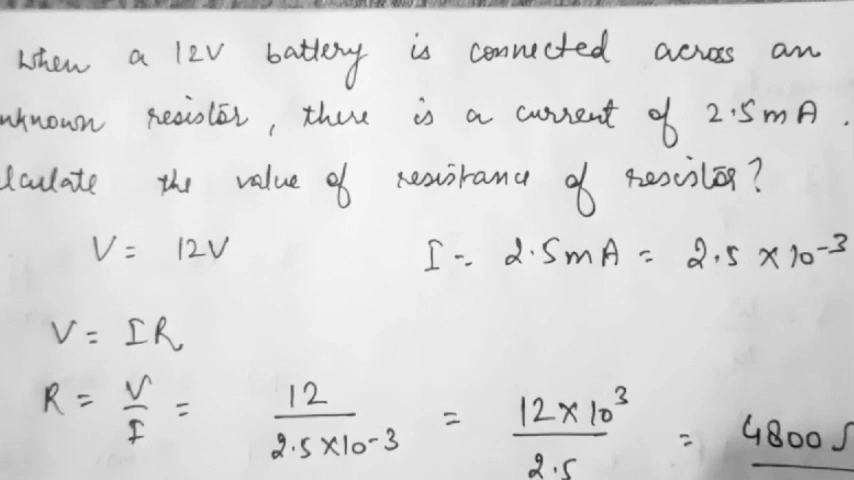 When a 12V battery is connected across an
nknown resistor, there is a current of 2.5mA.
lculate the value of resistance of resistor?
V = 12V I = 2.5mA = 2.5 × 10⁻³
V = IR
R = V/I = 12/(2.5×10⁻³) = (12×10³)/2.5 = 4800